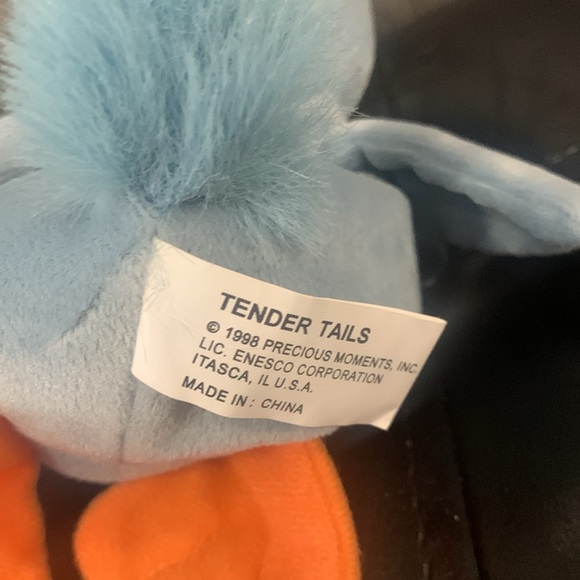 TENDER TAILS
© 1998 PRECIOUS MOMENTS, INC.
LIC. ENESCO CORPORATION
ITASCA, IL U.S.A.
MADE IN: CHINA